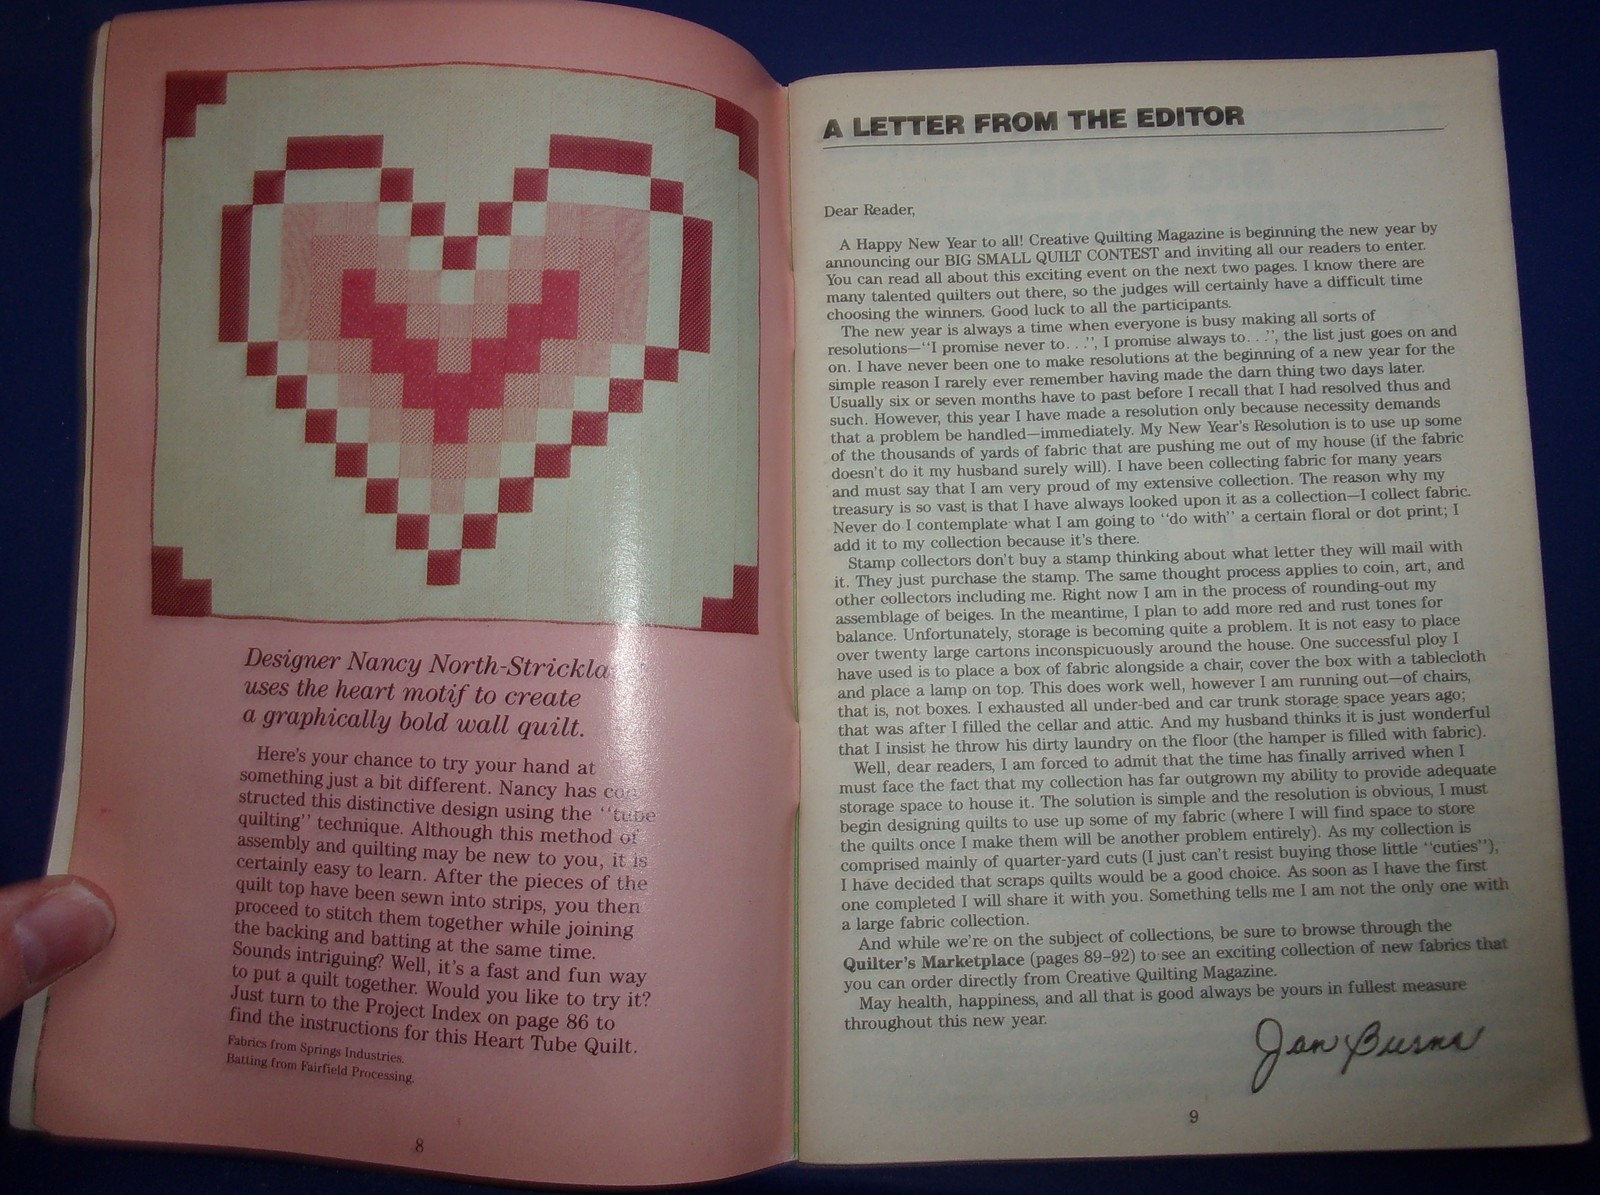 Designer Nancy North-Strickla
uses the heart motif to create
a graphically bold wall quilt.
Here's your chance to try your hand at
something just a bit different. Nancy has con-
structed this distinctive design using the "tube
quilting" technique. Although this method of
assembly and quilting may be new to you, it is
certainly easy to learn. After the pieces of the
quilt top have been sewn into strips, you then
proceed to stitch them together while joining
the backing and batting at the same time.
Sounds intriguing? Well, it's a fast and fun way
to put a quilt together. Would you like to try it?
Just turn to the Project Index on page 86 to
find the instructions for this Heart Tube Quilt.
Fabrics from Springs Industries.
Batting from Fairfield Processing.
8
A LETTER FROM THE EDITOR
Dear Reader,
A Happy New Year to all! Creative Quilting Magazine is beginning the new year by
announcing our BIG SMALL QUILT CONTEST and inviting all our readers to enter.
You can read all about this exciting event on the next two pages. I know there are
many talented quilters out there, so the judges will certainly have a difficult time
choosing the winners. Good luck to all the participants.
The new year is always a time when everyone is busy making all sorts of
resolutions—"I promise never to. . .", I promise always to. . .", the list just goes on and
on. I have never been one to make resolutions at the beginning of a new year for the
simple reason I rarely ever remember having made the darn thing two days later.
Usually six or seven months have to past before I recall that I had resolved thus and
such. However, this year I have made a resolution only because necessity demands
that a problem be handled—immediately. My New Year's Resolution is to use up some
of the thousands of yards of fabric that are pushing me out of my house (if the fabric
doesn't do it my husband surely will). I have been collecting fabric for many years
and must say that I am very proud of my extensive collection. The reason why my
treasury is so vast is that I have always looked upon it as a collection—I collect fabric.
Never do I contemplate what I am going to "do with" a certain floral or dot print; I
add it to my collection because it's there.
Stamp collectors don't buy a stamp thinking about what letter they will mail with
it. They just purchase the stamp. The same thought process applies to coin, art, and
other collectors including me. Right now I am in the process of rounding-out my
assemblage of beiges. In the meantime, I plan to add more red and rust tones for
balance. Unfortunately, storage is becoming quite a problem. It is not easy to place
over twenty large cartons inconspicuously around the house. One successful ploy I
have used is to place a box of fabric alongside a chair, cover the box with a tablecloth
and place a lamp on top. This does work well, however I am running out—of chairs,
that is, not boxes. I exhausted all under-bed and car trunk storage space years ago;
that was after I filled the cellar and attic. And my husband thinks it is just wonderful
that I insist he throw his dirty laundry on the floor (the hamper is filled with fabric).
Well, dear readers, I am forced to admit that the time has finally arrived when I
must face the fact that my collection has far outgrown my ability to provide adequate
storage space to house it. The solution is simple and the resolution is obvious, I must
begin designing quilts to use up some of my fabric (where I will find space to store
the quilts once I make them will be another problem entirely). As my collection is
comprised mainly of quarter-yard cuts (I just can't resist buying those little "cuties"),
I have decided that scraps quilts would be a good choice. As soon as I have the first
one completed I will share it with you. Something tells me I am not the only one with
a large fabric collection.
And while we're on the subject of collections, be sure to browse through the
Quilter's Marketplace (pages 89–92) to see an exciting collection of new fabrics that
you can order directly from Creative Quilting Magazine.
May health, happiness, and all that is good always be yours in fullest measure
throughout this new year.
Jan Burns
9